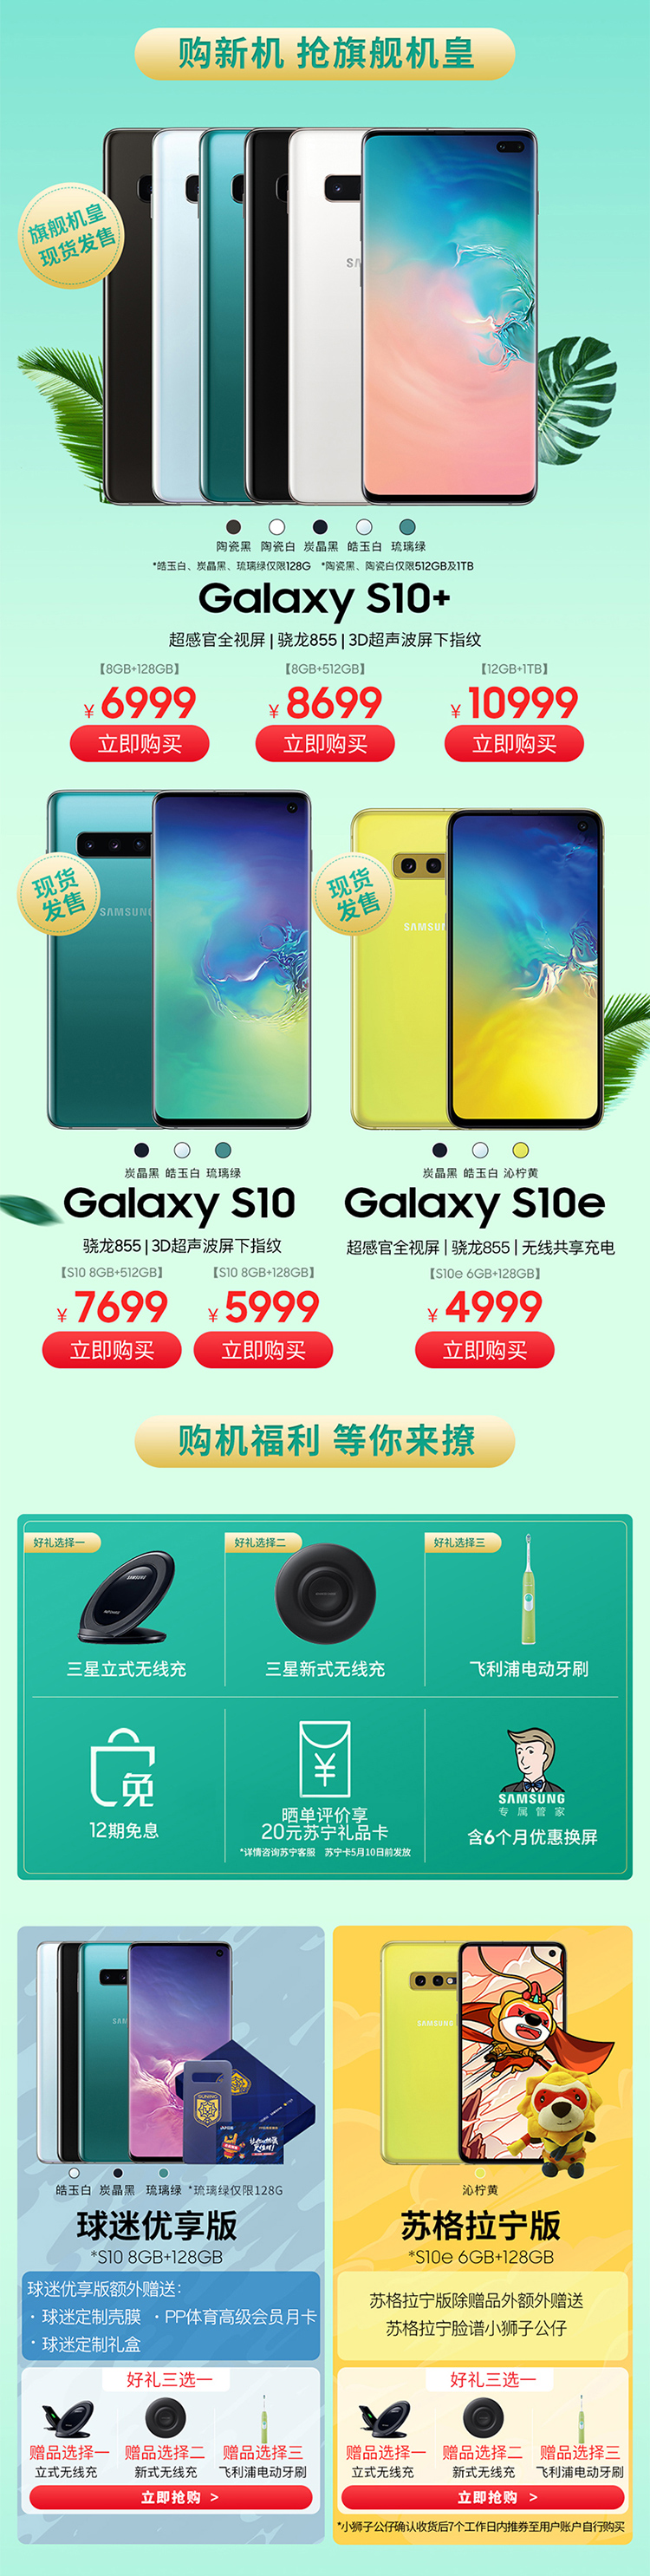 购新机 抢旗舰机皇
旗舰机皇
现货发售
陶瓷黑 陶瓷白 炭晶黑 皓玉白 琉璃绿
*皓玉白、炭晶黑、琉璃绿仅限128G *陶瓷黑、陶瓷白仅限512GB及1TB
Galaxy S10+
超感官全视屏 | 骁龙855 | 3D超声波屏下指纹
【8GB+128GB】 【8GB+512GB】 【12GB+1TB】
¥ 6999 ¥ 8699 ¥ 10999
立即购买 立即购买 立即购买
现货
发售
SAMSUNG
现货
发售
SAMSUN
炭晶黑 皓玉白 琉璃绿
Galaxy S10
骁龙855 | 3D超声波屏下指纹
【S10 8GB+512GB】 【S10 8GB+128GB】
¥ 7699 ¥ 5999
立即购买 立即购买
炭晶黑 皓玉白 沁柠黄
Galaxy S10e
超感官全视屏 | 骁龙855 | 无线共享充电
【S10e 6GB+128GB】
¥ 4999
立即购买
购机福利 等你来撩
好礼选择一 好礼选择二 好礼选择三
SAMSUNG
三星立式无线充 三星新式无线充 飞利浦电动牙刷
免
12期免息
¥
晒单评价享
20元苏宁礼品卡
*详情咨询苏宁客服 苏宁卡5月10日前发放
SAMSUNG
专属管家
含6个月优惠换屏
SAM
SUNING
皓玉白 炭晶黑 琉璃绿 *琉璃绿仅限128G
球迷优享版
*S10 8GB+128GB
球迷优享版额外赠送:
· 球迷定制壳膜 · PP体育高级会员月卡
· 球迷定制礼盒
好礼三选一
赠品选择一 赠品选择二 赠品选择三
立式无线充 新式无线充 飞利浦电动牙刷
立即抢购 >
SAMSUNG
沁柠黄
苏格拉宁版
*S10e 6GB+128GB
苏格拉宁版除赠品外额外赠送
苏格拉宁脸谱小狮子公仔
好礼三选一
赠品选择一 赠品选择二 赠品选择三
立式无线充 新式无线充 飞利浦电动牙刷
立即抢购 >
*小狮子公仔确认收货后7个工作日内推券至用户账户自行购买